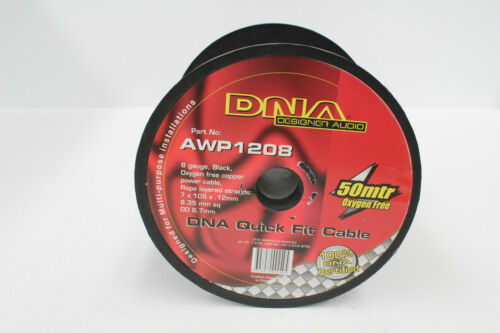 DNA
DESIGNER AUDIO
Part No:
AWP1208
8 gauge, Black,
Oxygen free copper
power cable,
Rope layered strands:
7 x 105 x .12mm
8.35 mm sq
OD 6.7mm
50mtr
Oxygen Free
DNA Quick Fit Cable
100%
DNA
Certified
Designed for Multi-purpose installations